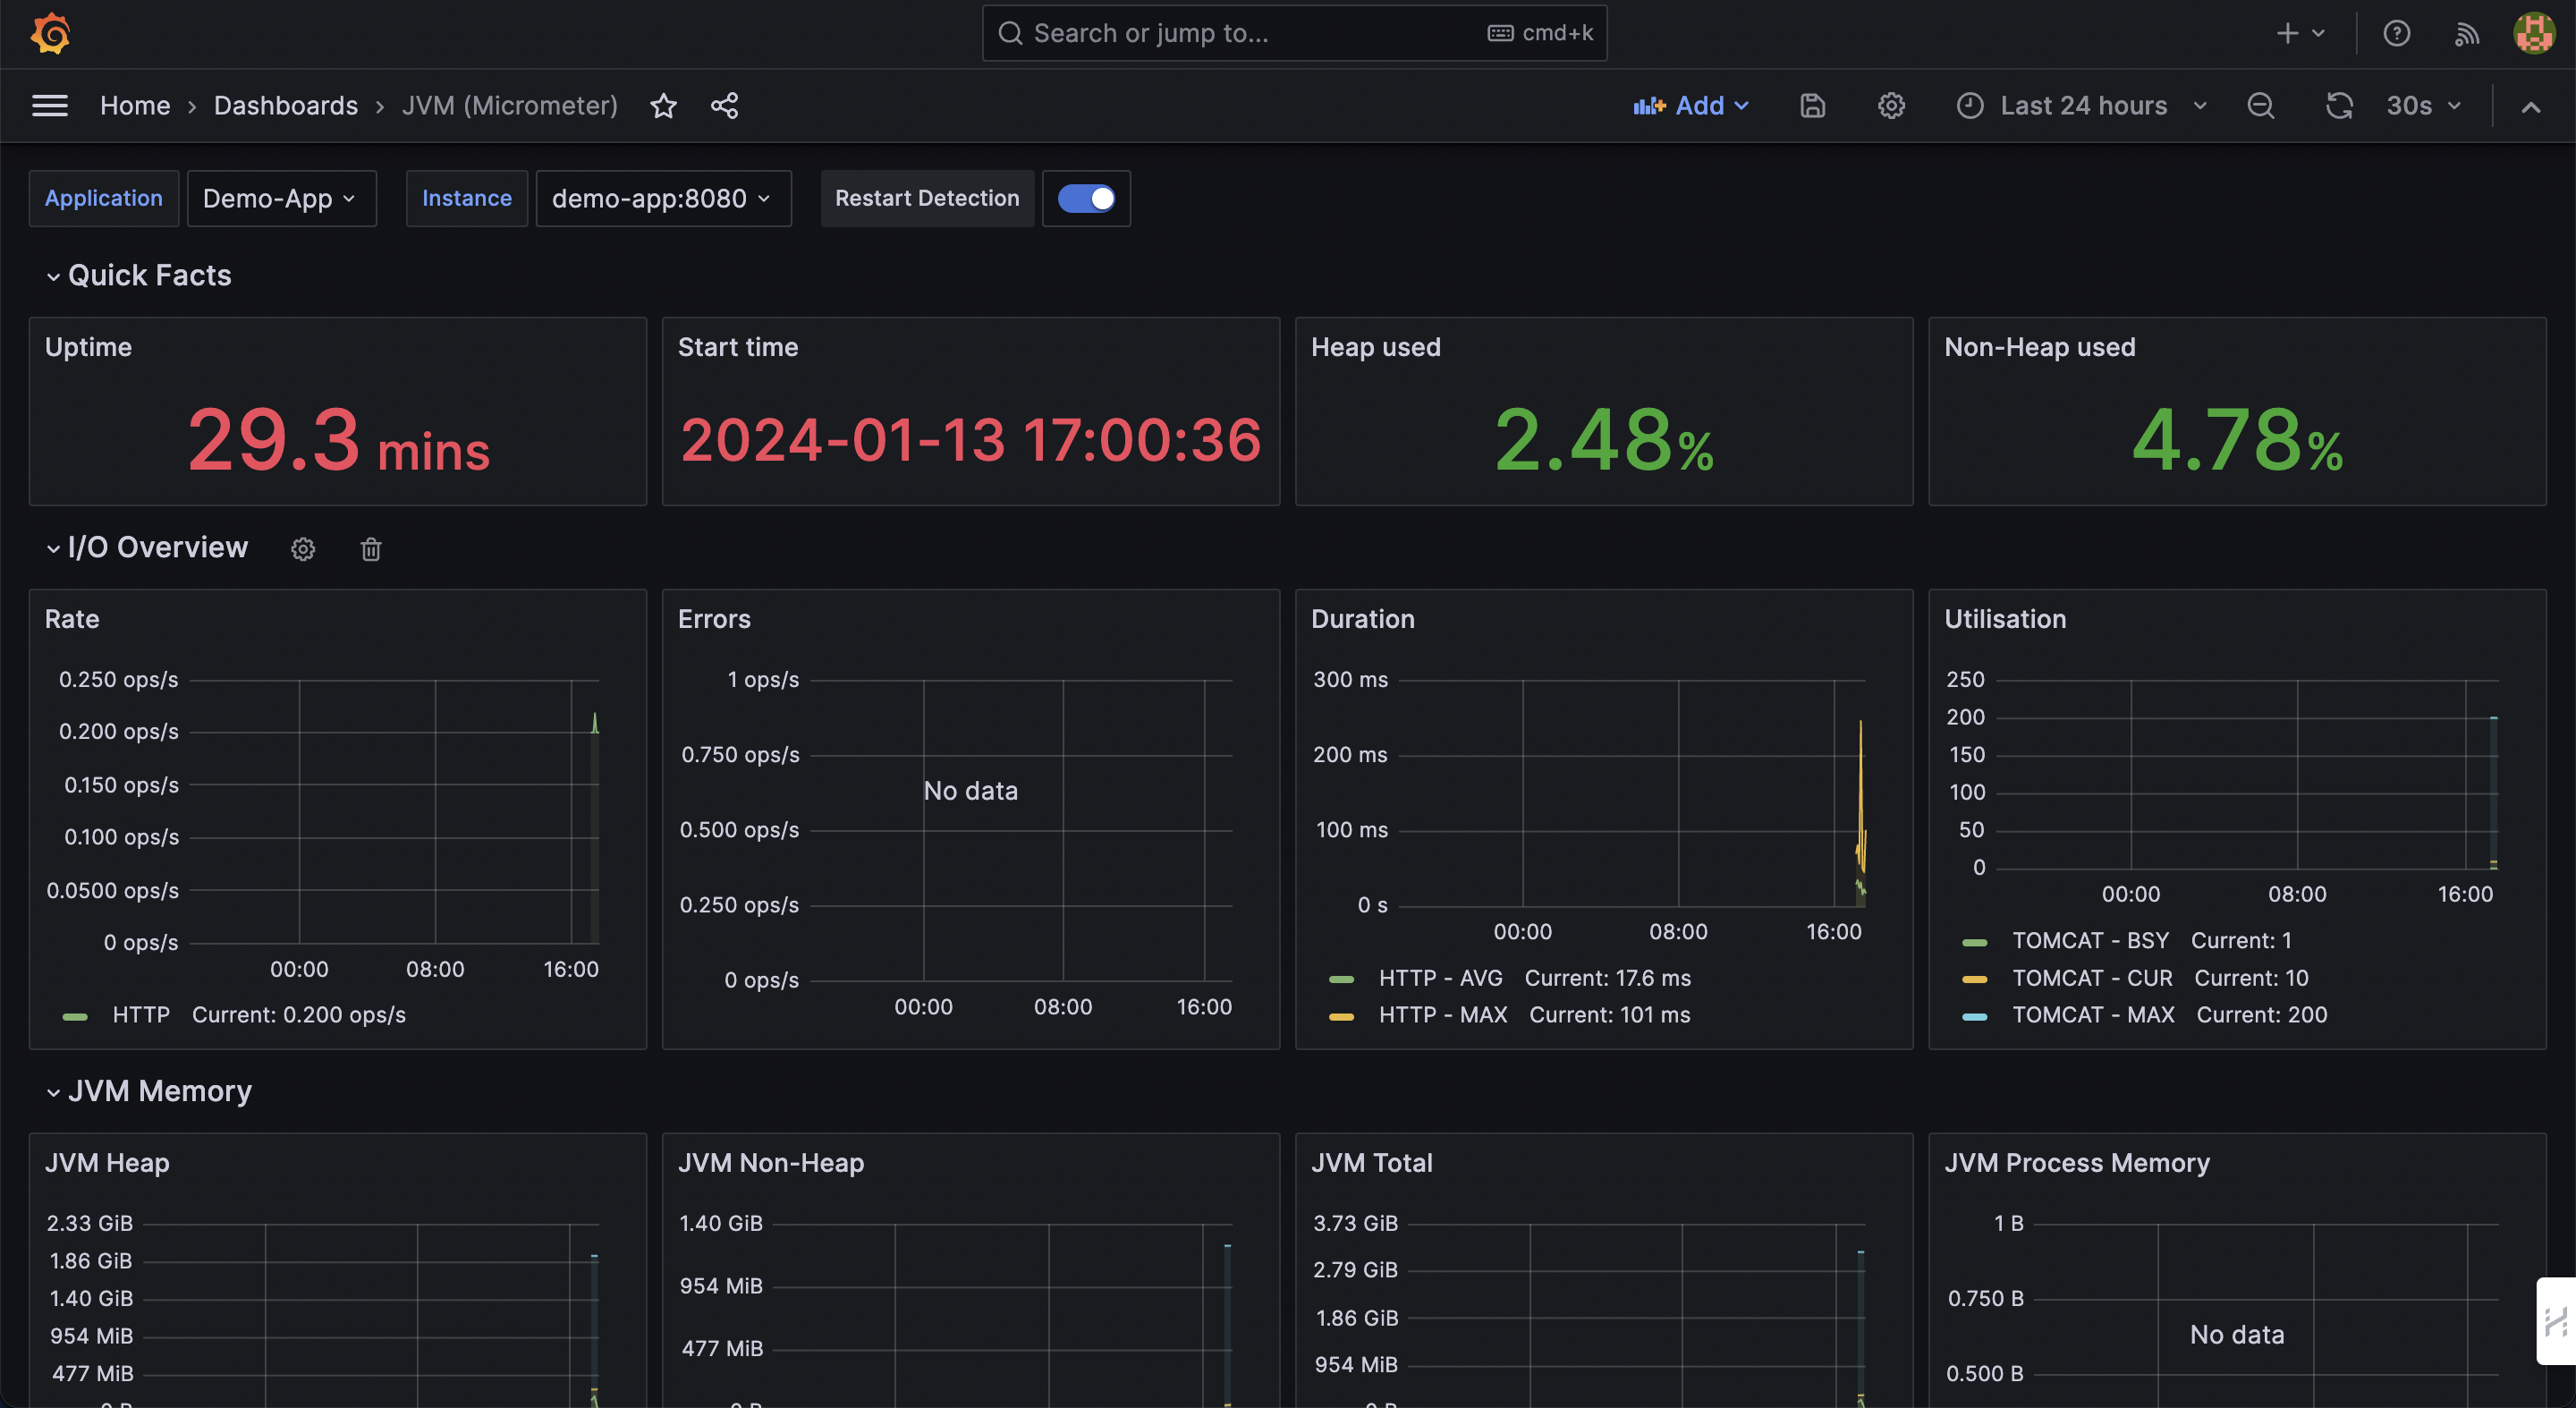 Search or jump to... cmd+k
Home › Dashboards › JVM (Micrometer) Add Last 24 hours 30s
Application Demo-App Instance demo-app:8080 Restart Detection
Quick Facts
Uptime
29.3 mins
Start time
2024-01-13 17:00:36
Heap used
2.48%
Non-Heap used
4.78%
I/O Overview
Rate
0.250 ops/s
0.200 ops/s
0.150 ops/s
0.100 ops/s
0.0500 ops/s
0 ops/s
00:00 08:00 16:00
HTTP Current: 0.200 ops/s
Errors
1 ops/s
0.750 ops/s
No data
0.500 ops/s
0.250 ops/s
0 ops/s
00:00 08:00 16:00
Duration
300 ms
200 ms
100 ms
0 s
00:00 08:00 16:00
HTTP - AVG Current: 17.6 ms
HTTP - MAX Current: 101 ms
Utilisation
250
200
150
100
50
0
00:00 08:00 16:00
TOMCAT - BSY Current: 1
TOMCAT - CUR Current: 10
TOMCAT - MAX Current: 200
JVM Memory
JVM Heap
2.33 GiB
1.86 GiB
1.40 GiB
954 MiB
477 MiB
0 B
JVM Non-Heap
1.40 GiB
954 MiB
477 MiB
0 B
JVM Total
3.73 GiB
2.79 GiB
1.86 GiB
954 MiB
0 B
JVM Process Memory
1 B
0.750 B
No data
0.500 B